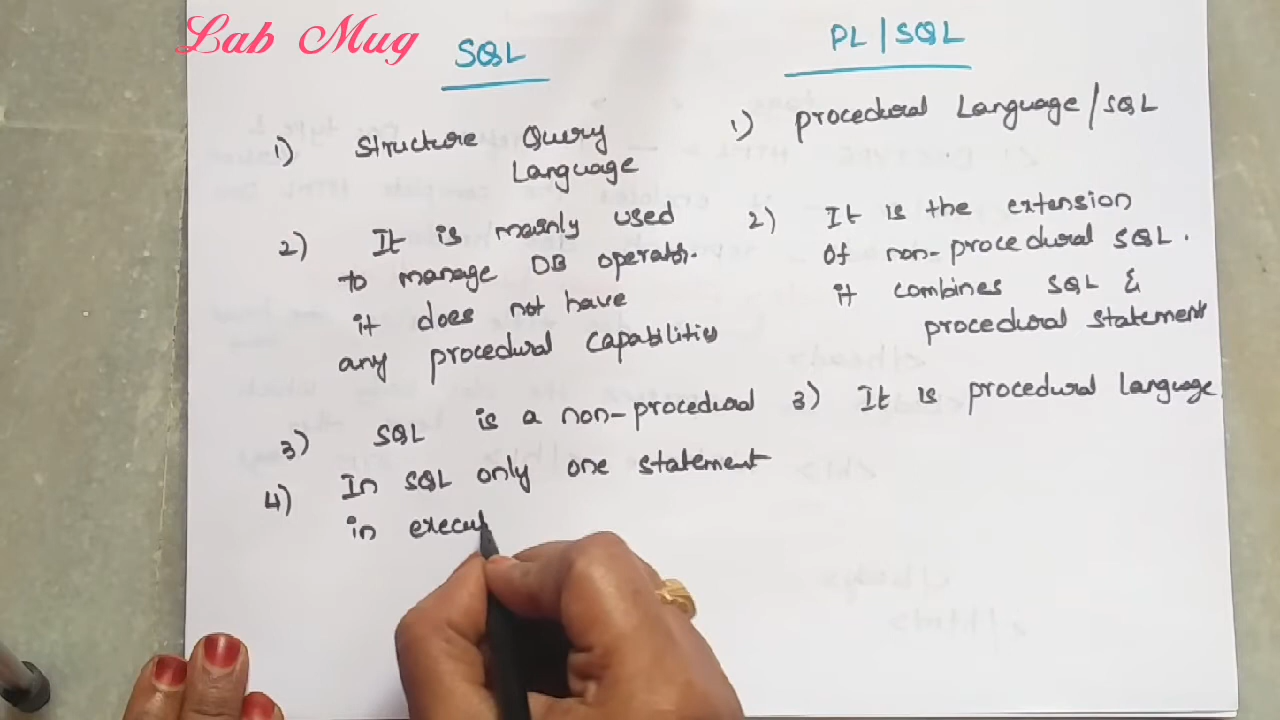 Lab Mug
SQL
PL/SQL
1) Structure Query
Language
1) procedural Language/SQL
2) It is mainly used
to manage DB operatn.
it does not have
any procedural capabilities
2) It is the extension
of non-procedural SQL.
it combines SQL &
procedural statement
3) SQL is a non-procedural
3) It is procedural language
4) In SQL only one statement
in execu